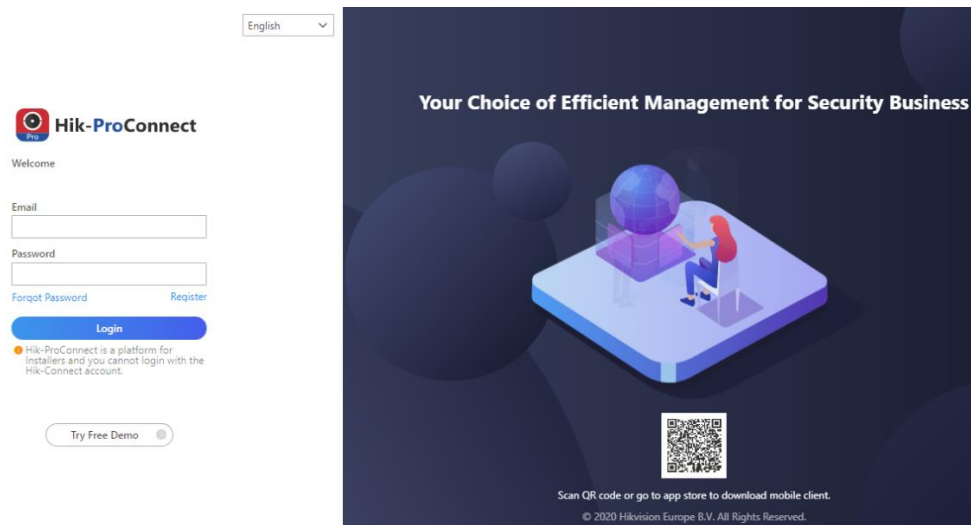 English
Hik-ProConnect
Pro
Welcome
Email
Password
Forgot Password
Register
Login
Hik-ProConnect is a platform for
Installers and you cannot login with the
Hik-Connect account.
Try Free Demo
Your Choice of Efficient Management for Security Business
Scan QR code or go to app store to download mobile client.
© 2020 Hikvision Europe B.V. All Rights Reserved.